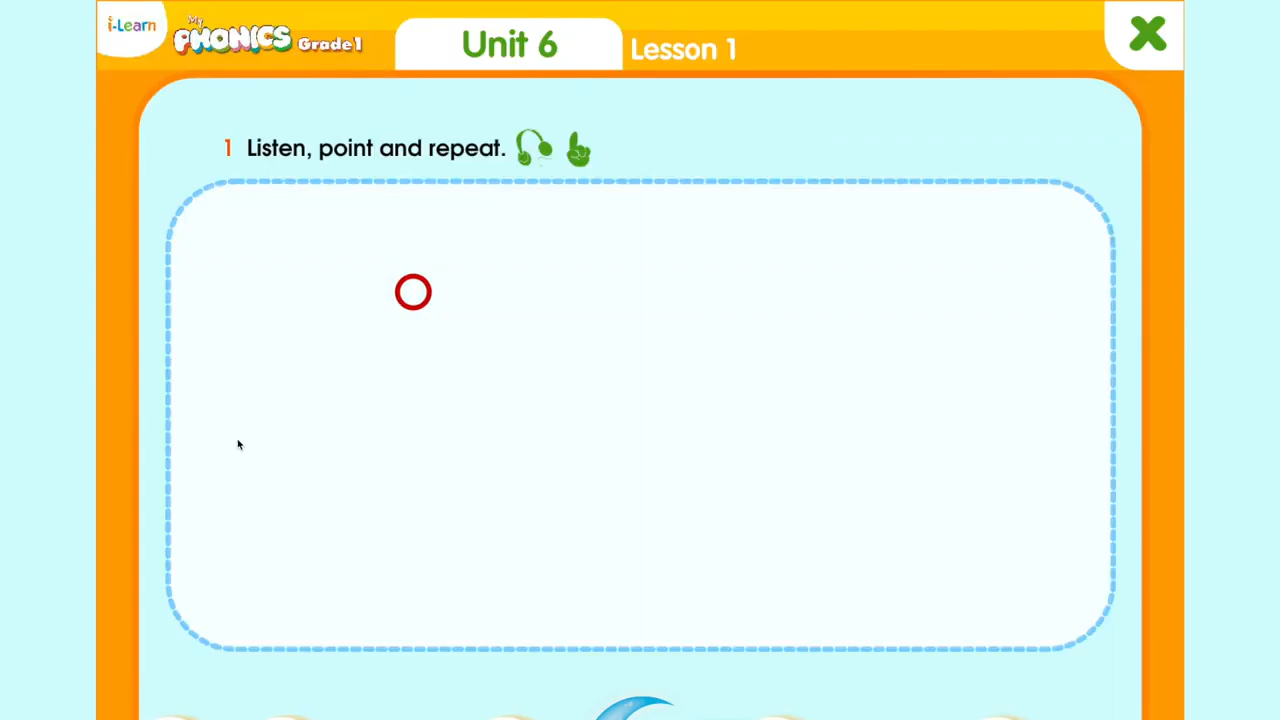 i-Learn
My
PHONICS Grade 1
Unit 6
Lesson 1
1 Listen, point and repeat.